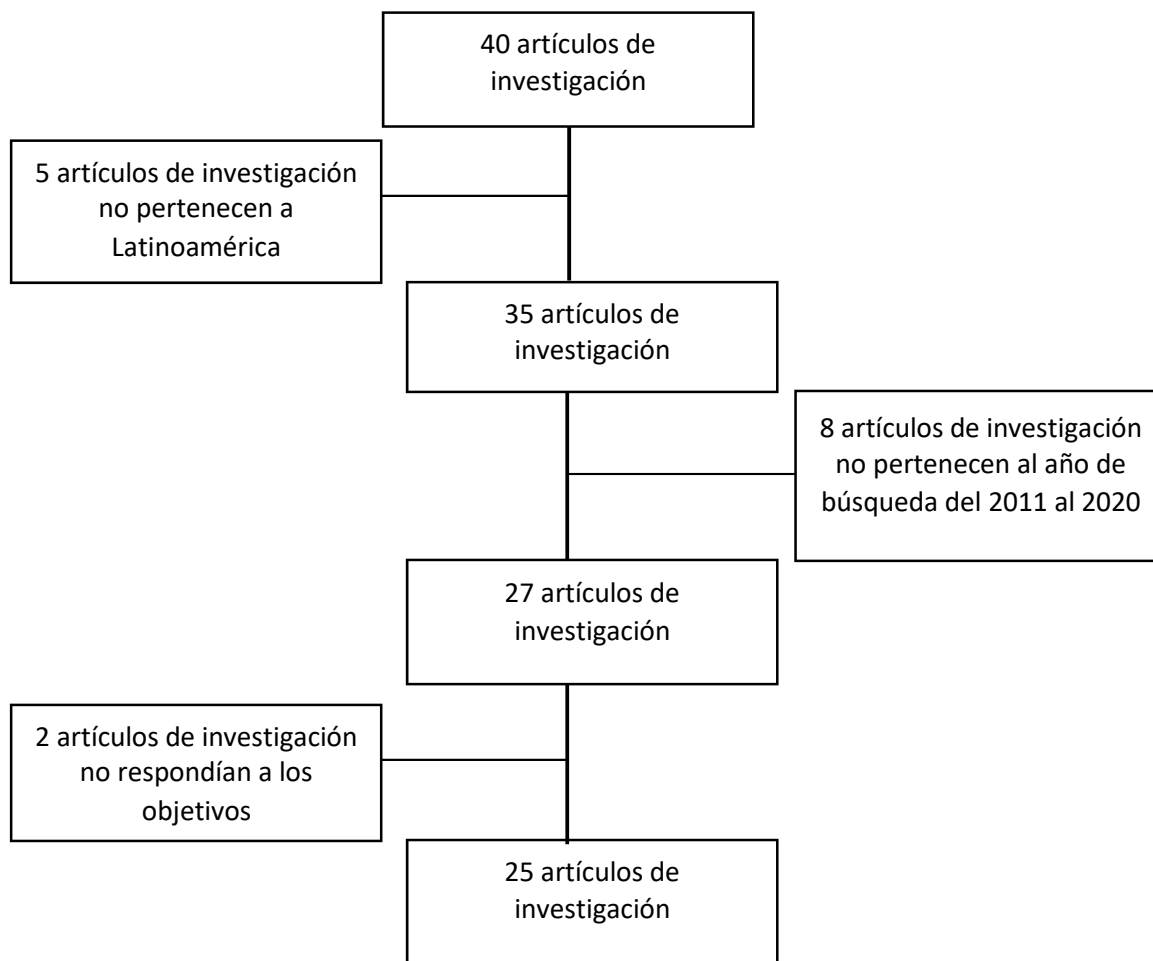 40 artículos de
investigación
5 artículos de investigación
no pertenecen a
Latinoamérica
35 artículos de
investigación
8 artículos de investigación
no pertenecen al año de
búsqueda del 2011 al 2020
27 artículos de
investigación
2 artículos de investigación
no respondían a los
objetivos
25 artículos de
investigación